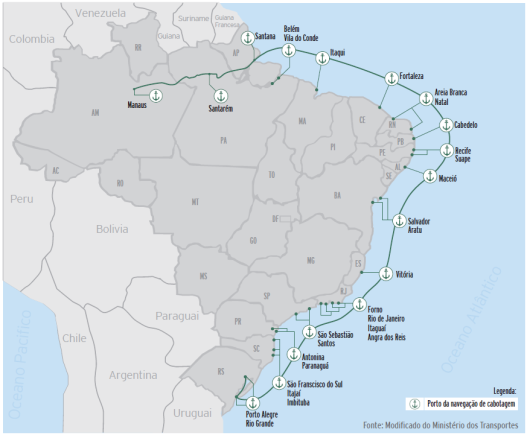 Venezuela
Suriname
Guiana
Francesa
Guiana
Colombia
RR
AP
Santana
Belém
Vila do Conde
Itaqui
Fortaleza
Areia Branca
Natal
Cabedelo
Recife
Suape
Maceió
Manaus
Santarém
AM
PA
MA
CE
RN
PB
PE
AL
SE
PI
TO
BA
AC
RO
MT
DF
GO
MG
ES
MS
SP
RJ
PR
SC
RS
Peru
Bolivia
Paraguai
Chile
Argentina
Uruguai
Salvador
Aratu
Vitória
Forno
Rio de Janeiro
Itaguaí
Angra dos Reis
São Sebastião
Santos
Antonina
Paranaguá
São Franscisco do Sul
Itajaí
Imbituba
Porto Alegre
Rio Grande
Oceano Pacífico
Oceano Atlântico
Legenda:
Porto da navegação de cabotagem
Fonte: Modificado do Ministério dos Transportes